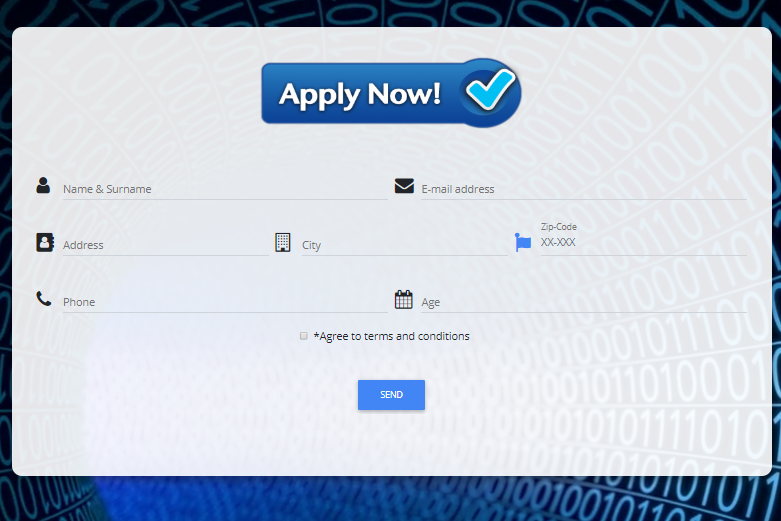 Apply Now!
Name & Surname
E-mail address
Address
City
Zip-Code
XX-XXX
Phone
Age
*Agree to terms and conditions
SEND